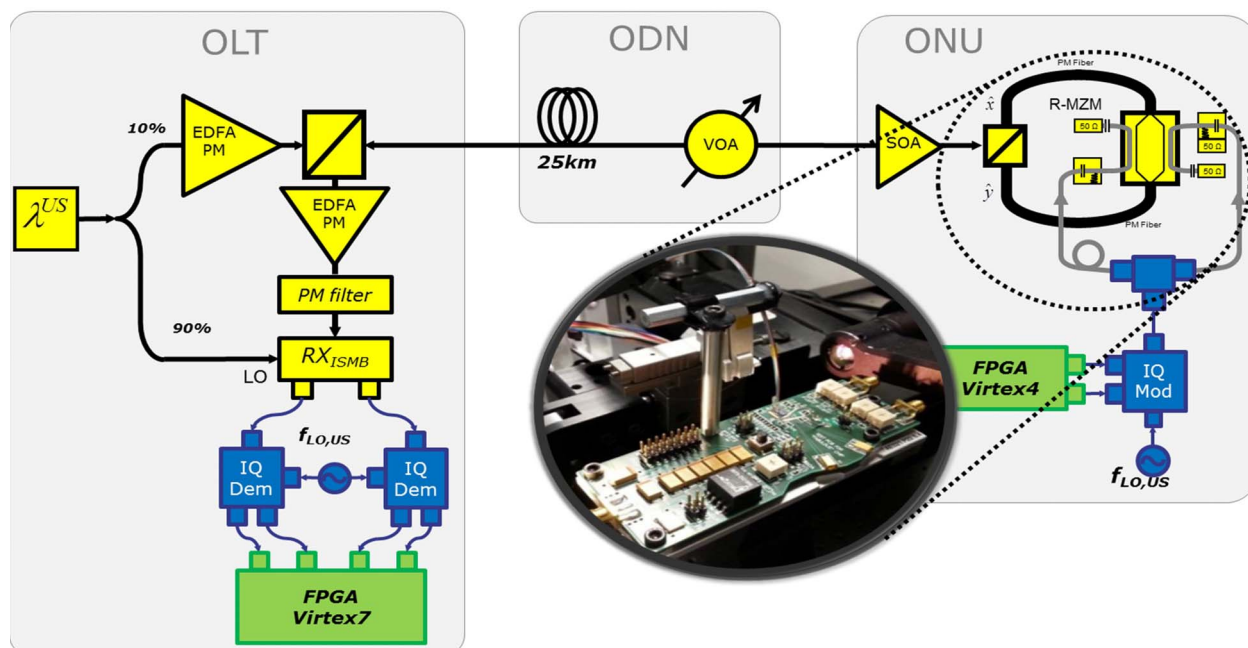 OLT
ODN
ONU
10%
EDFA
PM
λ^US
EDFA
PM
PM filter
90%
RX_ISMB
LO
f_LO,US
IQ
Dem
IQ
Dem
FPGA
Virtex7
25km
VOA
SOA
PM Fiber
x̂
R-MZM
50 Ω
50 Ω
50 Ω
ŷ
PM Fiber
FPGA
Virtex4
IQ
Mod
f_LO,US